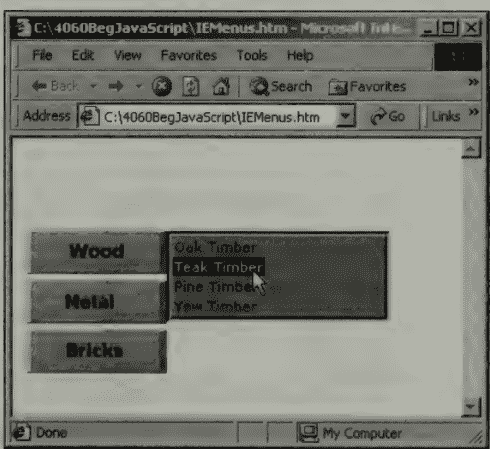 C:\4060BegJavaScript\IEMenus.htm - Microsoft
File Edit View Favorites Tools Help
Back Search Favorites »
Address C:\4060BegJavaScript\IEMenus.htm Go Links »
Wood
Oak Timber
Teak Timber
Pine Timber
Yew Timber
Metal
Bricks
Done My Computer